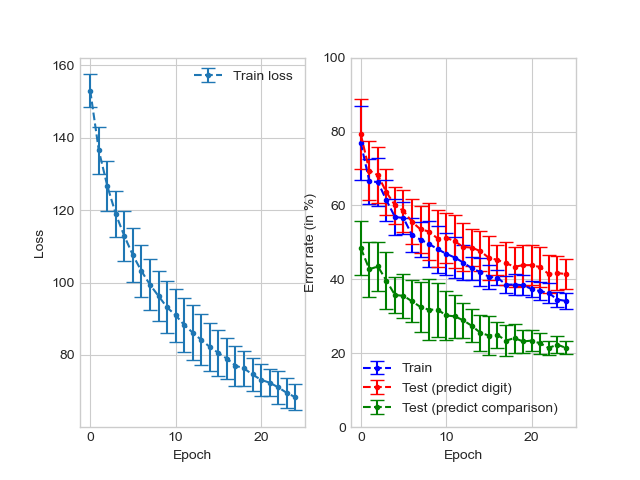 160
140
120
100
80
Loss
0
10
20
Epoch
Train loss
100
80
60
40
20
0
Error rate (in %)
0
10
20
Epoch
Train
Test (predict digit)
Test (predict comparison)